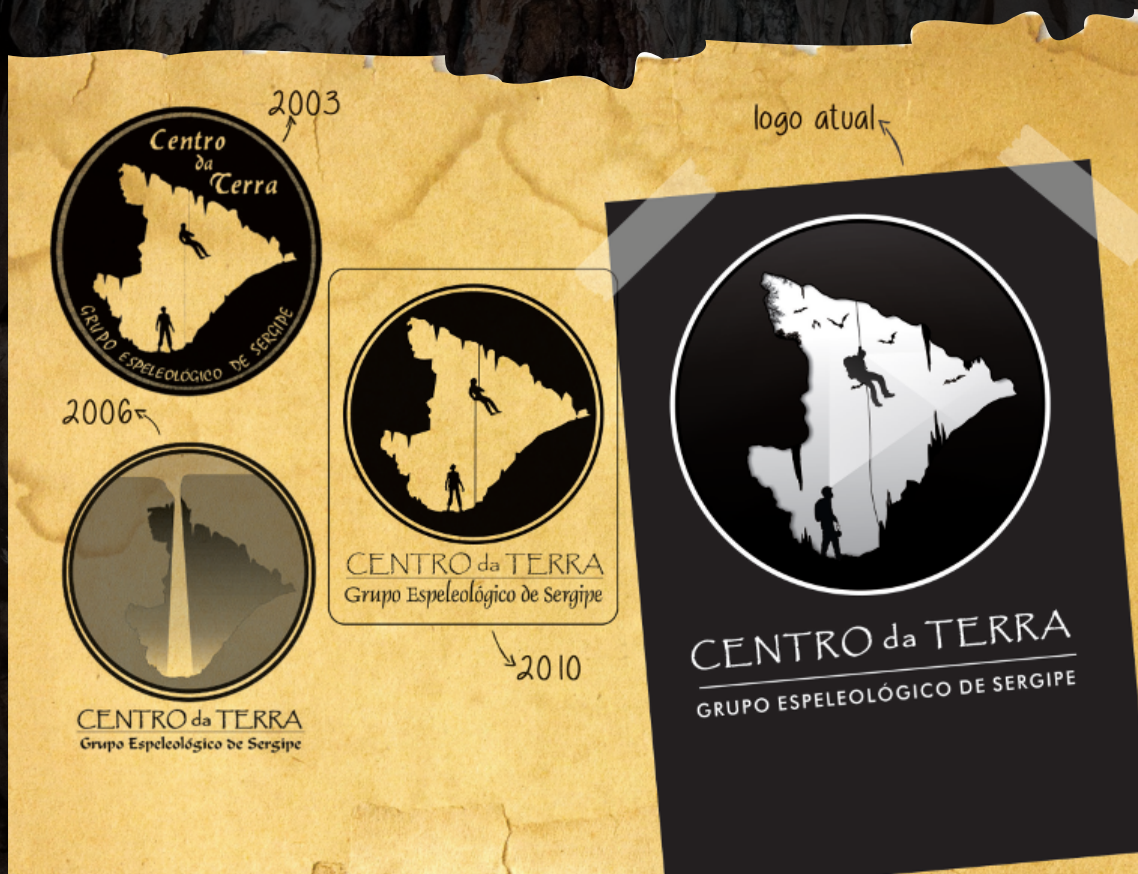 2003
Centro
da
Terra
GRUPO ESPELEOLÓGICO DE SERGIPE
2006
CENTRO da TERRA
Grupo Espeleológico de Sergipe
CENTRO da TERRA
Grupo Espeleológico de Sergipe
2010
logo atual
CENTRO da TERRA
GRUPO ESPELEOLÓGICO DE SERGIPE